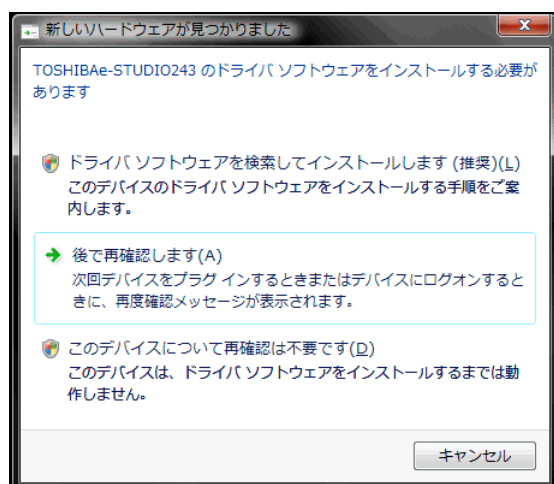 新しいハードウェアが見つかりました
TOSHIBAe-STUDIO243 のドライバ ソフトウェアをインストールする必要が
あります
ドライバ ソフトウェアを検索してインストールします (推奨)(L)
このデバイスのドライバ ソフトウェアをインストールする手順をご案
内します。
後で再確認します(A)
次回デバイスをプラグ インするときまたはデバイスにログオンすると
きに、再度確認メッセージが表示されます。
このデバイスについて再確認は不要です(D)
このデバイスは、ドライバ ソフトウェアをインストールするまでは動
作しません。
キャンセル